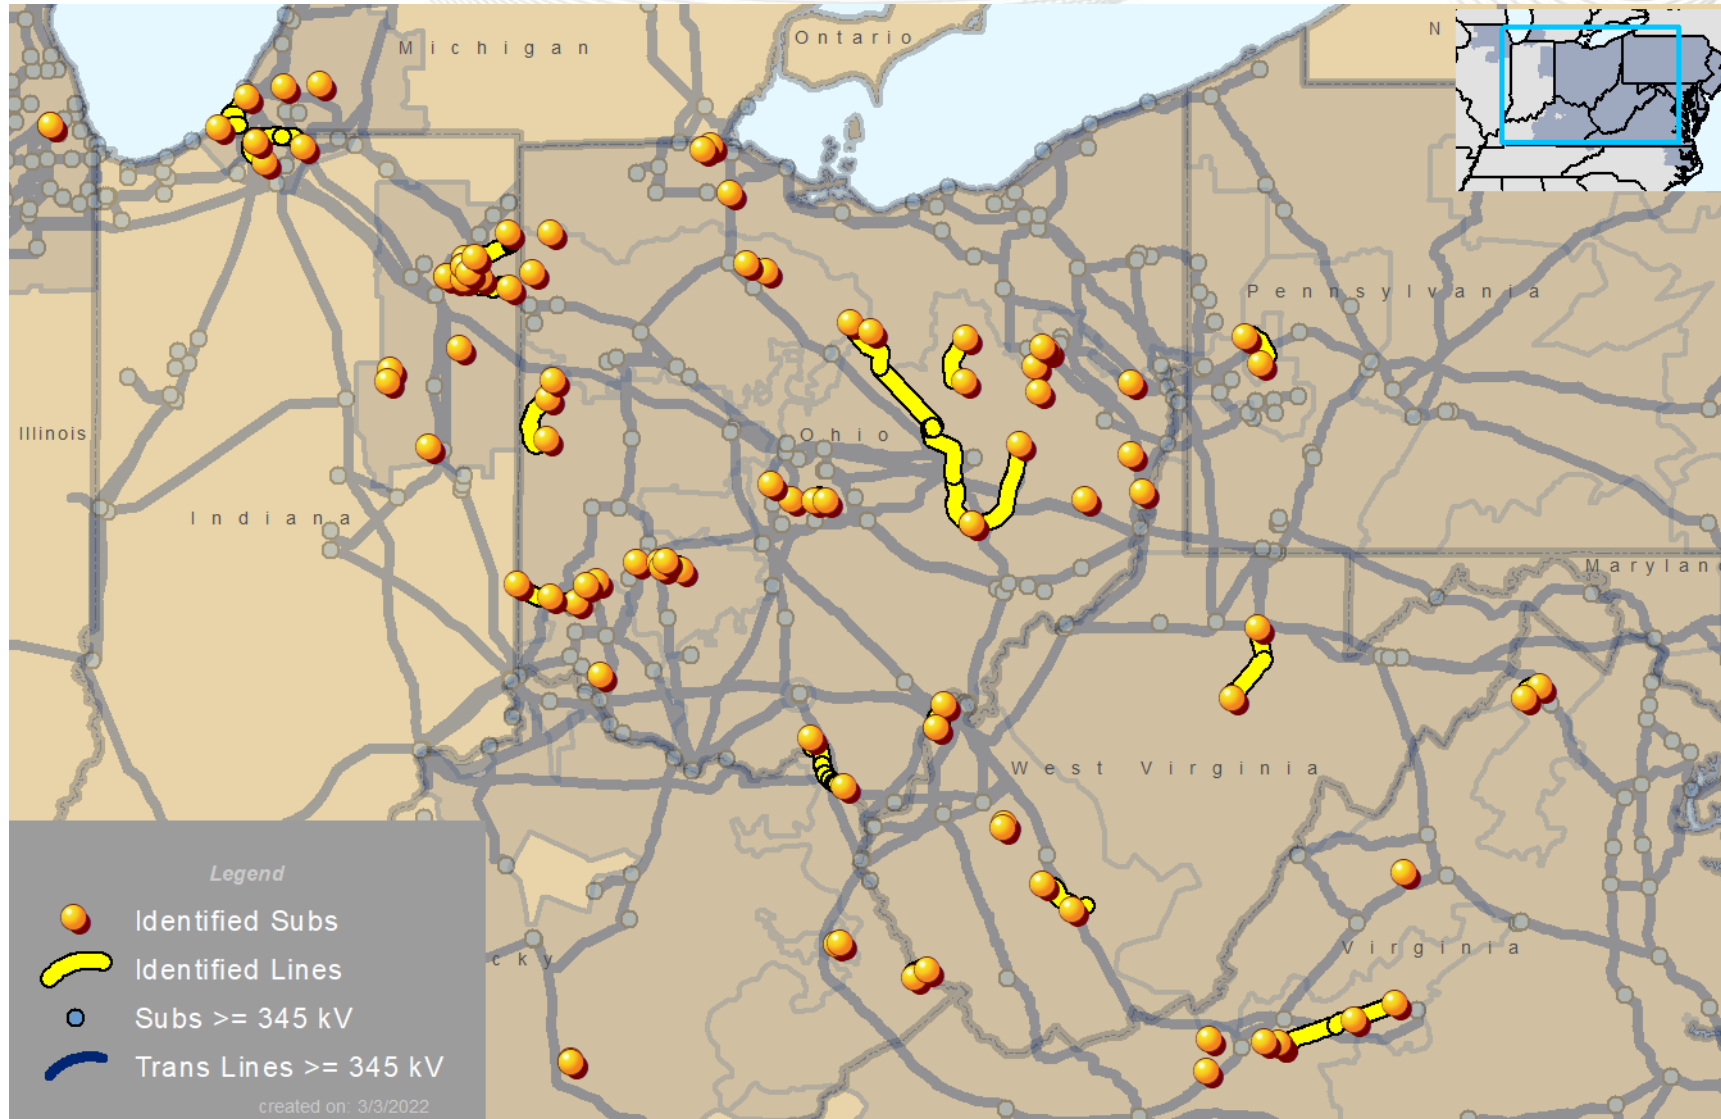 Michigan
Ontario
N
Pennsylvania
Illinois
Ohio
Indiana
Maryland
West Virginia
Virginia
cky
Legend
Identified Subs
Identified Lines
Subs >= 345 kV
Trans Lines >= 345 kV
created on: 3/3/2022